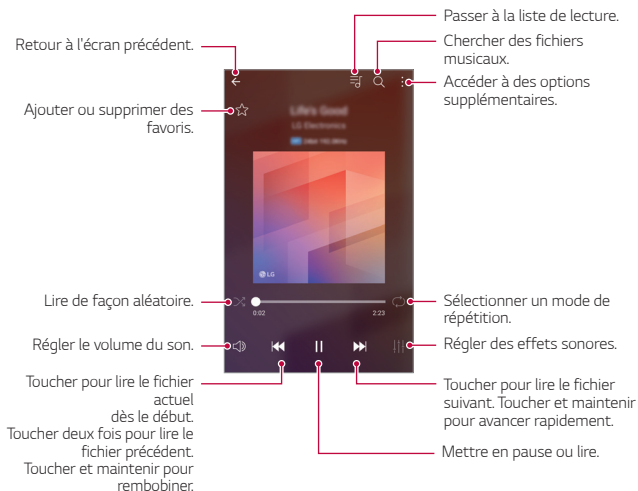 Passer à la liste de lecture.
Retour à l'écran précédent.
Chercher des fichiers
musicaux.
Accéder à des options
supplémentaires.
Ajouter ou supprimer des
favoris.
Life's Good
LG Electronics
LG
Lire de façon aléatoire.
0:02
2:23
Sélectionner un mode de
répétition.
Régler le volume du son.
Régler des effets sonores.
Toucher pour lire le fichier
actuel
dès le début.
Toucher deux fois pour lire le
fichier précédent.
Toucher et maintenir pour
rembobiner.
Toucher pour lire le fichier
suivant. Toucher et maintenir
pour avancer rapidement.
Mettre en pause ou lire.